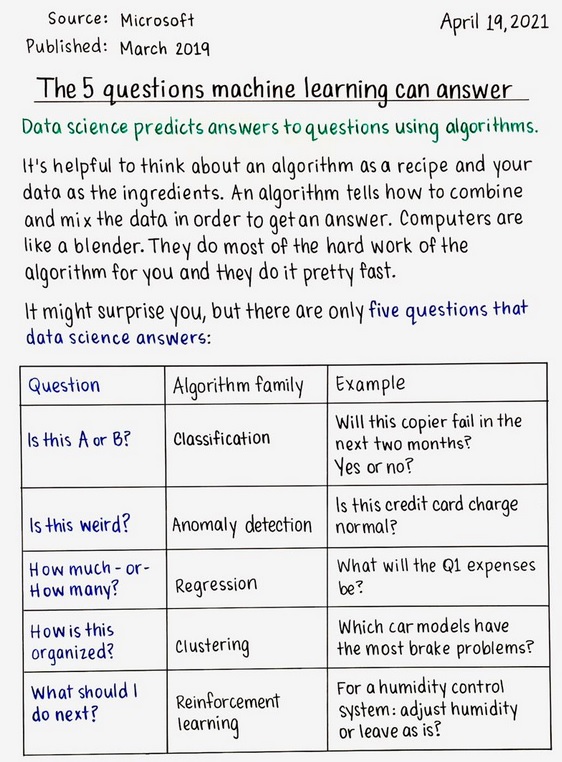 Source: Microsoft
April 19, 2021
Published: March 2019
The 5 questions machine learning can answer
Data science predicts answers to questions using algorithms.
It's helpful to think about an algorithm as a recipe and your
data as the ingredients. An algorithm tells how to combine
and mix the data in order to get an answer. Computers are
like a blender. They do most of the hard work of the
algorithm for you and they do it pretty fast.
It might surprise you, but there are only five questions that
data science answers:
Question
Algorithm family
Example
Is this A or B?
Classification
Will this copier fail in the
next two months?
Yes or no?
Is this weird?
Anomaly detection
Is this credit card charge
normal?
How much - or-
How many?
Regression
What will the Q1 expenses
be?
How is this
organized?
Clustering
Which car models have
the most brake problems?
What should I
do next?
Reinforcement
learning
For a humidity control
system: adjust humidity
or leave as is?